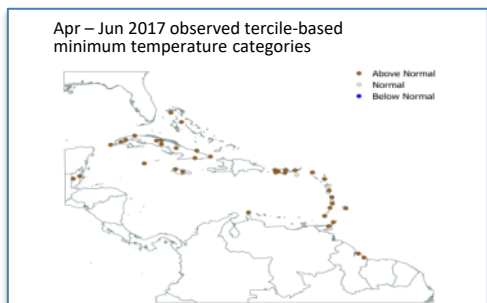 Apr – Jun 2017 observed tercile-based
minimum temperature categories
Above Normal
Normal
Below Normal